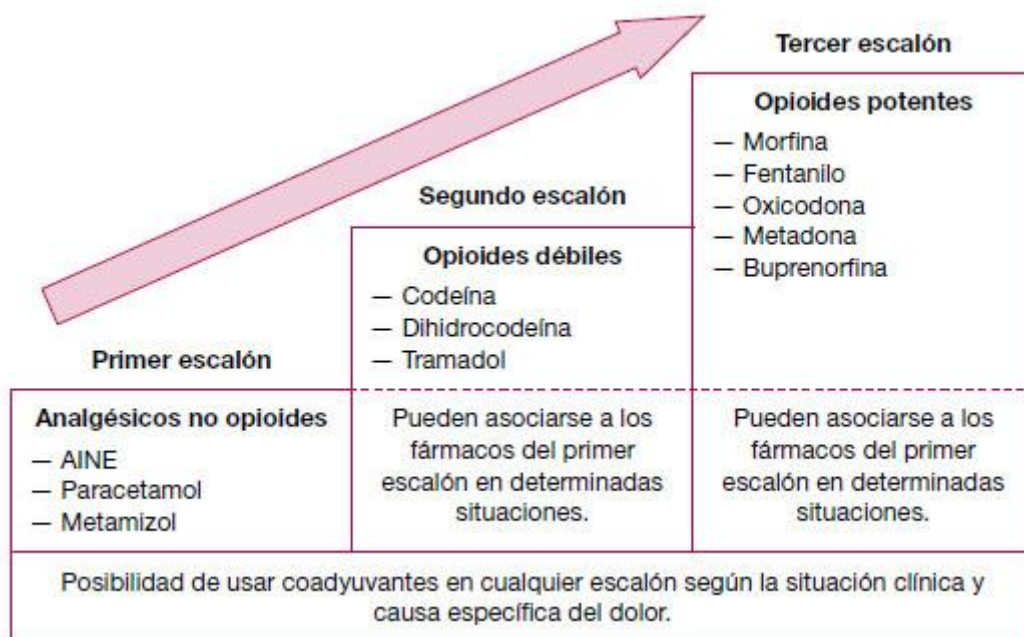 Primer escalón
Analgésicos no opioides
— AINE
— Paracetamol
— Metamizol
Segundo escalón
Opioides débiles
— Codeína
— Dihidrocodeína
— Tramadol
Pueden asociarse a los
fármacos del primer
escalón en determinadas
situaciones.
Tercer escalón
Opioides potentes
— Morfina
— Fentanilo
— Oxicodona
— Metadona
— Buprenorfina
Pueden asociarse a los
fármacos del primer
escalón en determinadas
situaciones.
Posibilidad de usar coadyuvantes en cualquier escalón según la situación clínica y
causa específica del dolor.